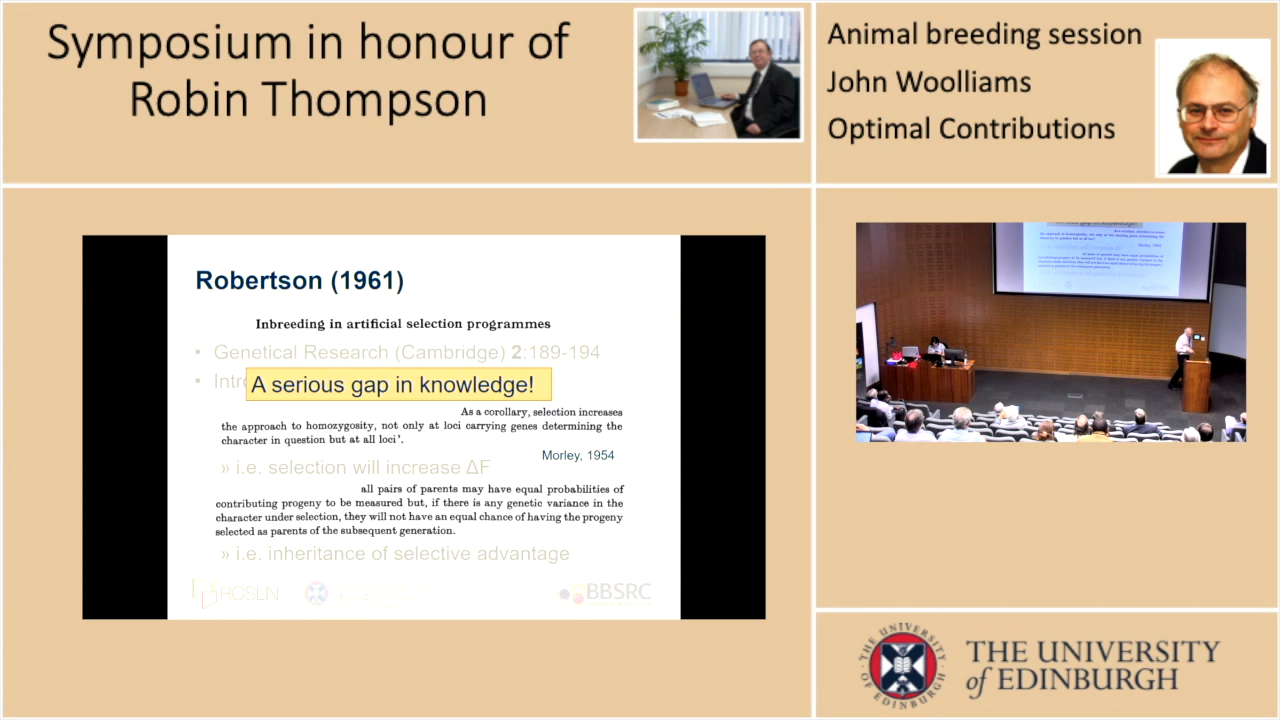 Symposium in honour of
Robin Thompson
Animal breeding session
John Woolliams
Optimal Contributions
Robertson (1961)
Inbreeding in artificial selection programmes
• Genetical Research (Cambridge) 2:189-194
• Intro
A serious gap in knowledge!
As a corollary, selection increases
the approach to homozygosity, not only at loci carrying genes determining the
character in question but at all loci'.
Morley, 1954
» i.e. selection will increase ΔF
all pairs of parents may have equal probabilities of
contributing progeny to be measured but, if there is any genetic variance in the
character under selection, they will not have an equal chance of having the progeny
selected as parents of the subsequent generation.
» i.e. inheritance of selective advantage
ROSLIN
BBSRC
THE UNIVERSITY
of EDINBURGH